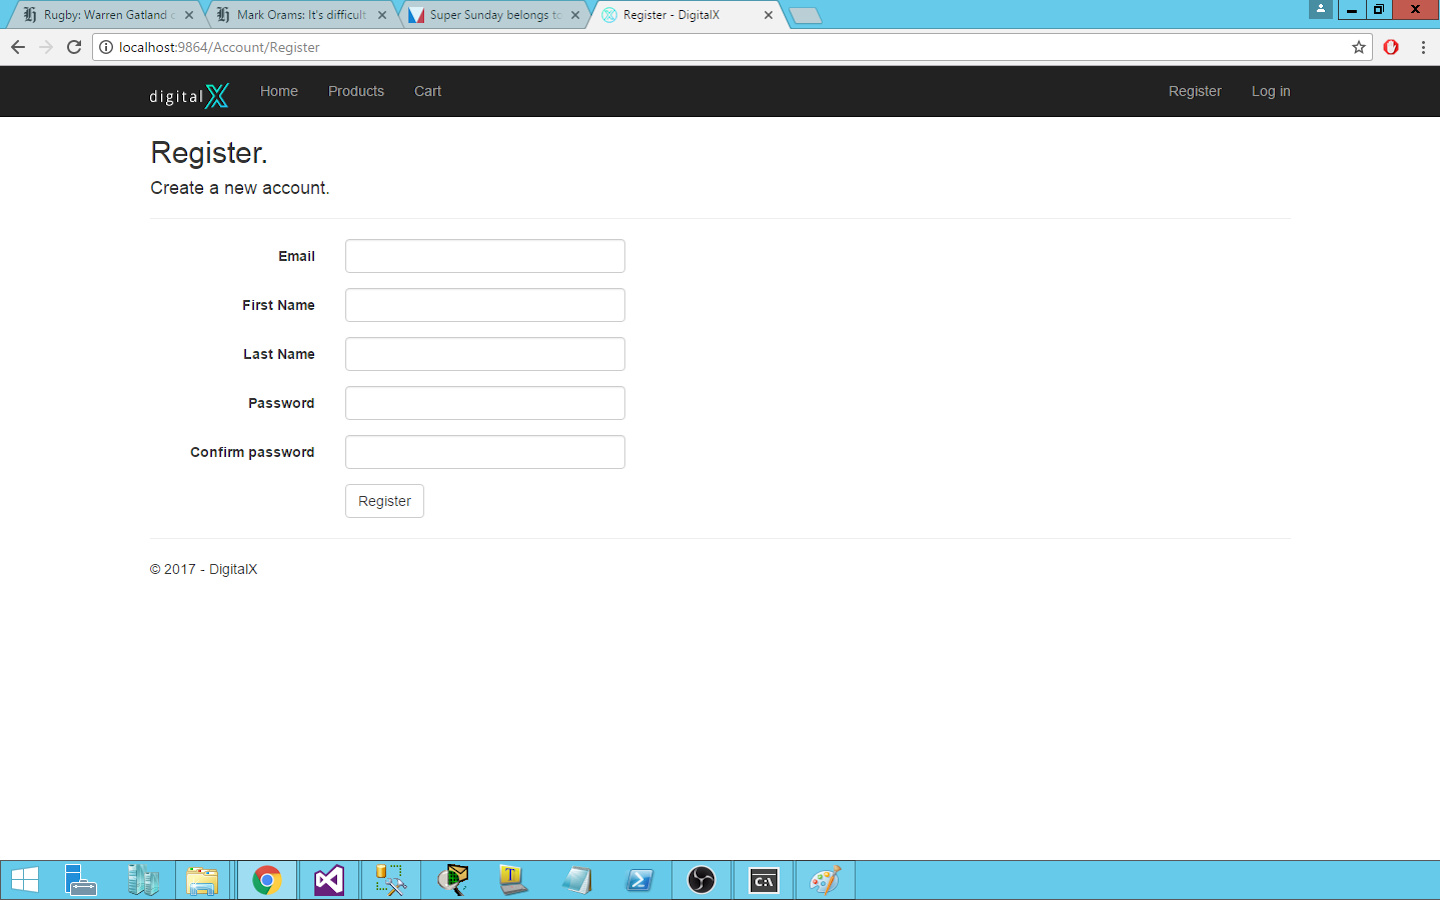 Rugby: Warren Gatland
Mark Orams: It's difficult
Super Sunday belongs to
Register - DigitalX
localhost:9864/Account/Register
digitalX
Home
Products
Cart
Register
Log in
Register.
Create a new account.
Email
First Name
Last Name
Password
Confirm password
Register
© 2017 - DigitalX
T
C:\